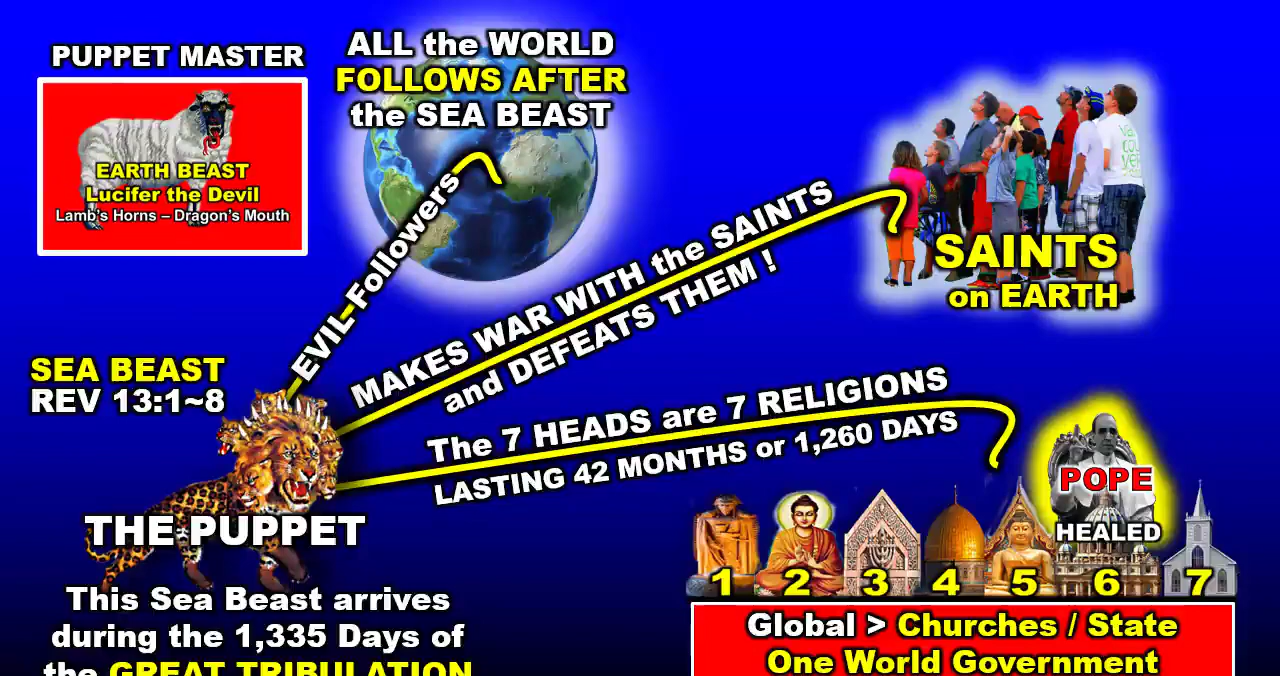 PUPPET MASTER
EARTH BEAST
Lucifer the Devil
Lamb's Horns – Dragon's Mouth
ALL the WORLD
FOLLOWS AFTER
the SEA BEAST
EVIL-Followers
MAKES WAR WITH the SAINTS
and DEFEATS THEM !
SAINTS
on EARTH
SEA BEAST
REV 13:1~8
The 7 HEADS are 7 RELIGIONS
LASTING 42 MONTHS or 1,260 DAYS
POPE
HEALED
THE PUPPET
1 2 3 4 5 6 7
This Sea Beast arrives
during the 1,335 Days of
the GREAT TRIBULATION
Global > Churches / State
One World Government